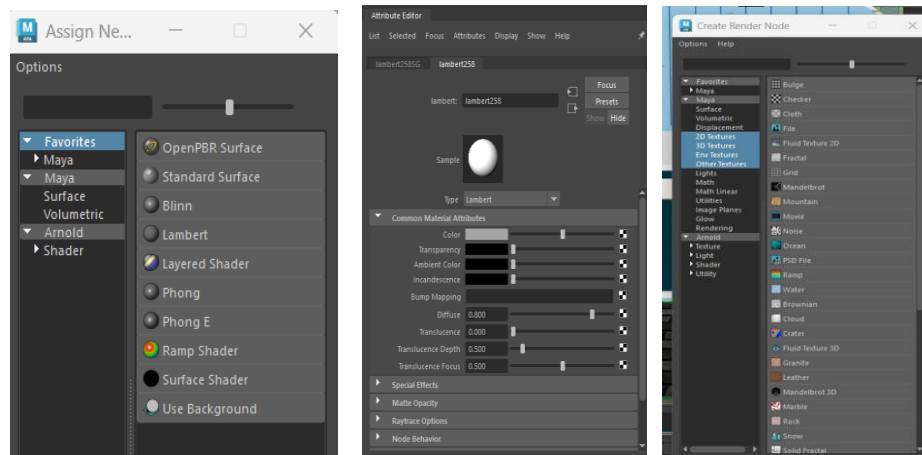 Assign Ne...
Options
Favorites
Maya
Maya
Surface
Volumetric
Arnold
Shader
OpenPBR Surface
Standard Surface
Blinn
Lambert
Layered Shader
Phong
Phong E
Ramp Shader
Surface Shader
Use Background
Attribute Editor
List Selected Focus Attributes Display Show Help
lambert258SG lambert258
Focus
lambert: lambert258
Presets
Show Hide
Sample
Type Lambert
Common Material Attributes
Color
Transparency
Ambient Color
Incandescence
Bump Mapping
Diffuse 0.800
Translucence 0.000
Translucence Depth 0.500
Translucence Focus 0.500
Special Effects
Matte Opacity
Raytrace Options
Node Behavior
Create Render Node
Options Help
Favorites
Maya
Maya
Surface
Volumetric
Displacement
2D Textures
3D Textures
Env Textures
Other Textures
Lights
Math
Math Linear
Utilities
Image Planes
Glow
Rendering
Arnold
Texture
Light
Shader
Utility
Bulge
Checker
Cloth
File
Fluid Texture 2D
Fractal
Grid
Mandelbrot
Mountain
Movie
Noise
Ocean
PSD File
Ramp
Water
Brownian
Cloud
Crater
Fluid Texture 3D
Granite
Leather
Mandelbrot 3D
Marble
Rock
Snow
Solid Fractal